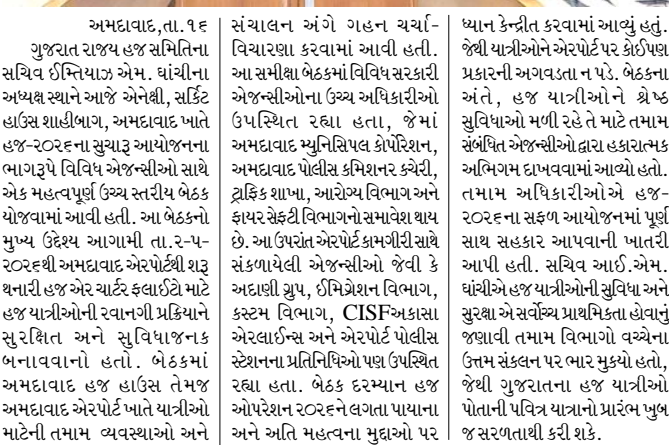 અમદાવાદ,તા.૧૬
ગુજરાત રાજ્ય હજ સમિતિના
સચિવ ઈમ્તિયાઝ એમ. ઘાંચીના
અધ્યક્ષ સ્થાને આજે એનેક્ષી, સર્કિટ
હાઉસ શાહીબાગ, અમદાવાદ ખાતે
હજ-૨૦૨૬ના સુચારૂ આયોજનના
ભાગરૂપે વિવિધ એજન્સીઓ સાથે
એક મહત્વપૂર્ણ ઉચ્ચ સ્તરીય બેઠક
યોજવામાં આવી હતી. આ બેઠકનો
મુખ્ય ઉદ્દેશ્ય આગામી તા.૨-૫-
૨૦૨૬થી અમદાવાદ એરપોર્ટથી શરૂ
થનારી હજ એર ચાર્ટર ફલાઈટો માટે
હજ યાત્રીઓની રવાનગી પ્રક્રિયાને
સુરક્ષિત અને સુવિધાજનક
બનાવવાનો હતો. બેઠકમાં
અમદાવાદ હજ હાઉસ તેમજ
અમદાવાદ એરપોર્ટ ખાતે યાત્રીઓ
માટેની તમામ વ્યવસ્થાઓ અને
સંચાલન અંગે ગહન ચર્ચા-
વિચારણા કરવામાં આવી હતી.
આ સમીક્ષા બેઠકમાં વિવિધ સરકારી
એજન્સીઓના ઉચ્ચ અધિકારીઓ
ઉપસ્થિત રહ્યા હતા, જેમાં
અમદાવાદ મ્યુનિસિપલ કોર્પોરેશન,
અમદાવાદ પોલીસ કમિશનર કચેરી,
ટ્રાફિક શાખા, આરોગ્ય વિભાગ અને
ફાયર સેફ્ટી વિભાગનો સમાવેશ થાય
છે. આ ઉપરાંત એરપોર્ટ કામગીરી સાથે
સંકળાયેલી એજન્સીઓ જેવી કે
અદાણી ગ્રુપ, ઈમિગ્રેશન વિભાગ,
કસ્ટમ વિભાગ, CISFઅકાસા
એરલાઈન્સ અને એરપોર્ટ પોલીસ
સ્ટેશનના પ્રતિનિધિઓ પણ ઉપસ્થિત
રહ્યા હતા. બેઠક દરમ્યાન હજ
ઓપરેશન ૨૦૨૬ને લગતા પાયાના
અને અતિ મહત્વના મુદ્દાઓ પર
ધ્યાન કેન્દ્રીત કરવામાં આવ્યું હતું.
જેથી યાત્રીઓને એરપોર્ટ પર કોઈપણ
પ્રકારની અગવડતા ન પડે. બેઠકના
અંતે, હજ યાત્રીઓને શ્રેષ્ઠ
સુવિધાઓ મળી રહે તે માટે તમામ
સંબંધિત એજન્સીઓ દ્વારા હકારાત્મક
અભિગમ દાખવવામાં આવ્યો હતો.
તમામ અધિકારીઓએ હજ-
૨૦૨૬ના સફળ આયોજનમાં પૂર્ણ
સાથ સહકાર આપવાની ખાતરી
આપી હતી. સચિવ આઈ.એમ.
ઘાંચીએ હજ યાત્રીઓની સુવિધા અને
સુરક્ષા એ સર્વોચ્ચ પ્રાથમિકતા હોવાનું
જણાવી તમામ વિભાગો વચ્ચેના
ઉત્તમ સંકલન પર ભાર મુક્યો હતો,
જેથી ગુજરાતના હજ યાત્રીઓ
પોતાની પવિત્ર યાત્રાનો પ્રારંભ ખુબ
જ સરળતાથી કરી શકે.